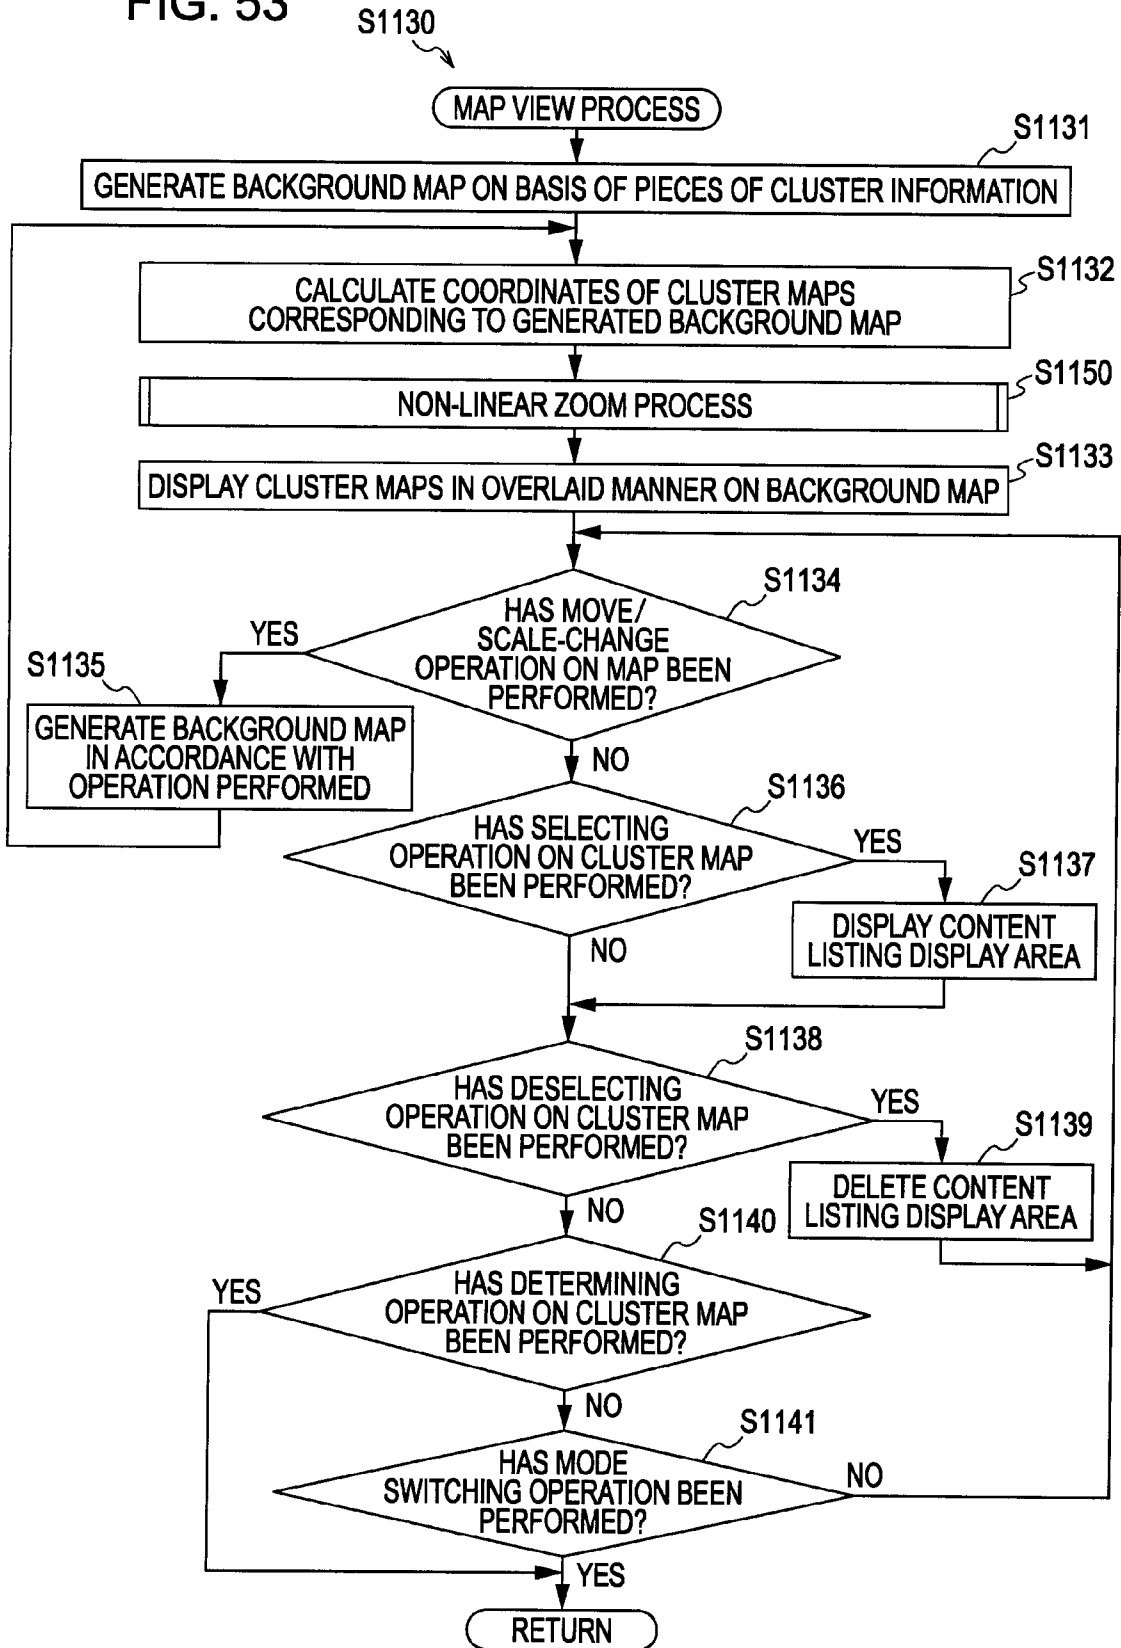 FIG. 53
S1130
MAP VIEW PROCESS
S1131
GENERATE BACKGROUND MAP ON BASIS OF PIECES OF CLUSTER INFORMATION
S1132
CALCULATE COORDINATES OF CLUSTER MAPS
CORRESPONDING TO GENERATED BACKGROUND MAP
S1150
NON-LINEAR ZOOM PROCESS
S1133
DISPLAY CLUSTER MAPS IN OVERLAID MANNER ON BACKGROUND MAP
S1134
HAS MOVE/
SCALE-CHANGE
OPERATION ON MAP BEEN
PERFORMED?
YES
S1135
GENERATE BACKGROUND MAP
IN ACCORDANCE WITH
OPERATION PERFORMED
NO
S1136
HAS SELECTING
OPERATION ON CLUSTER MAP
BEEN PERFORMED?
YES
S1137
DISPLAY CONTENT
LISTING DISPLAY AREA
NO
S1138
HAS DESELECTING
OPERATION ON CLUSTER MAP
BEEN PERFORMED?
YES
S1139
DELETE CONTENT
LISTING DISPLAY AREA
NO
S1140
HAS DETERMINING
OPERATION ON CLUSTER MAP
BEEN PERFORMED?
YES
NO
S1141
HAS MODE
SWITCHING OPERATION BEEN
PERFORMED?
NO
YES
RETURN